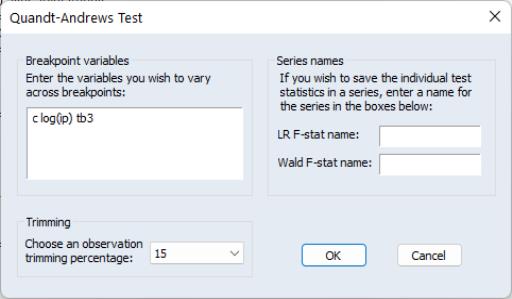 Quandt-Andrews Test
Breakpoint variables
Enter the variables you wish to vary
across breakpoints:
c log(ip) tb3
Series names
If you wish to save the individual test
statistics in a series, enter a name for
the series in the boxes below:
LR F-stat name:
Wald F-stat name:
Trimming
Choose an observation
trimming percentage:
15
OK
Cancel